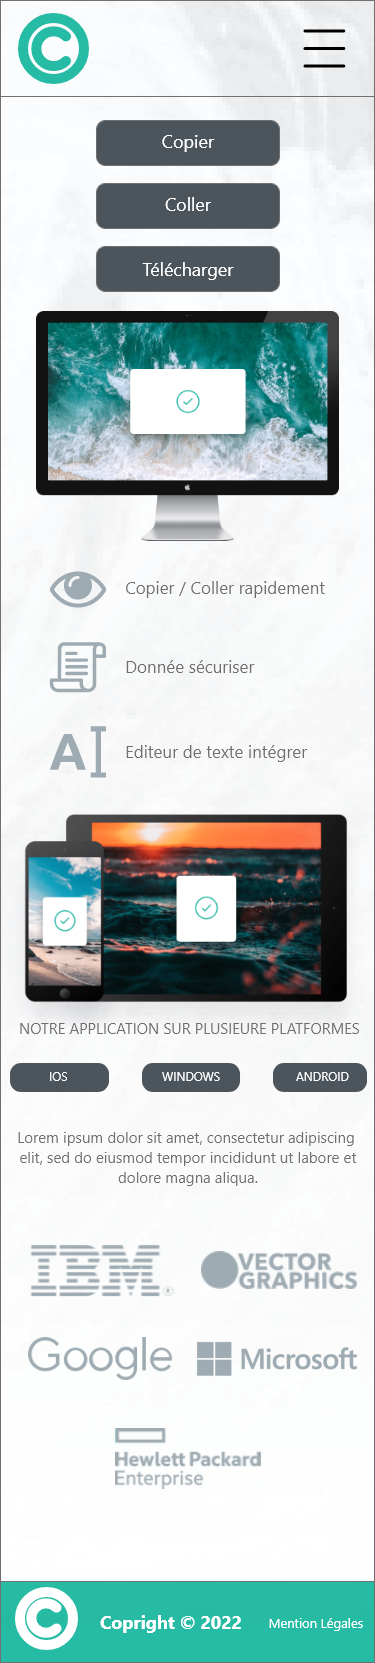 C
Copier
Coller
Télécharger
Copier / Coller rapidement
Donnée sécuriser
AI Editeur de texte intégrer
NOTRE APPLICATION SUR PLUSIEURE PLATFORMES
IOS WINDOWS ANDROID
Lorem ipsum dolor sit amet, consectetur adipiscing
elit, sed do eiusmod tempor incididunt ut labore et
dolore magna aliqua.
IBM ® VECTOR
GRAPHICS
Google Microsoft
Hewlett Packard
Enterprise
C Copright © 2022 Mention Légales